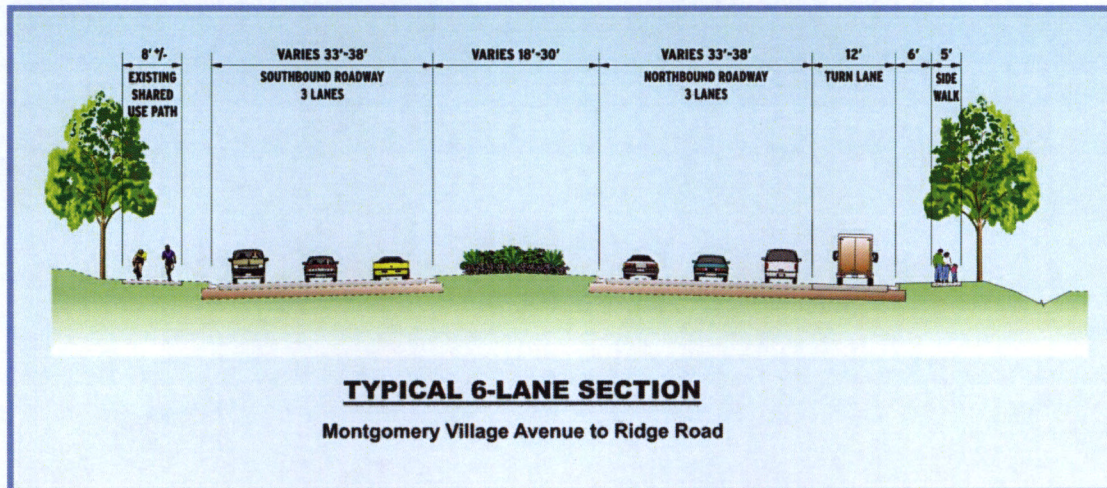 8' +/-
VARIES 33'-38'
VARIES 18'-30'
VARIES 33'-38'
12'
6'
5'
EXISTING
SHARED
USE PATH
SOUTHBOUND ROADWAY
3 LANES
NORTHBOUND ROADWAY
3 LANES
TURN LANE
SIDE
WALK
TYPICAL 6-LANE SECTION
Montgomery Village Avenue to Ridge Road